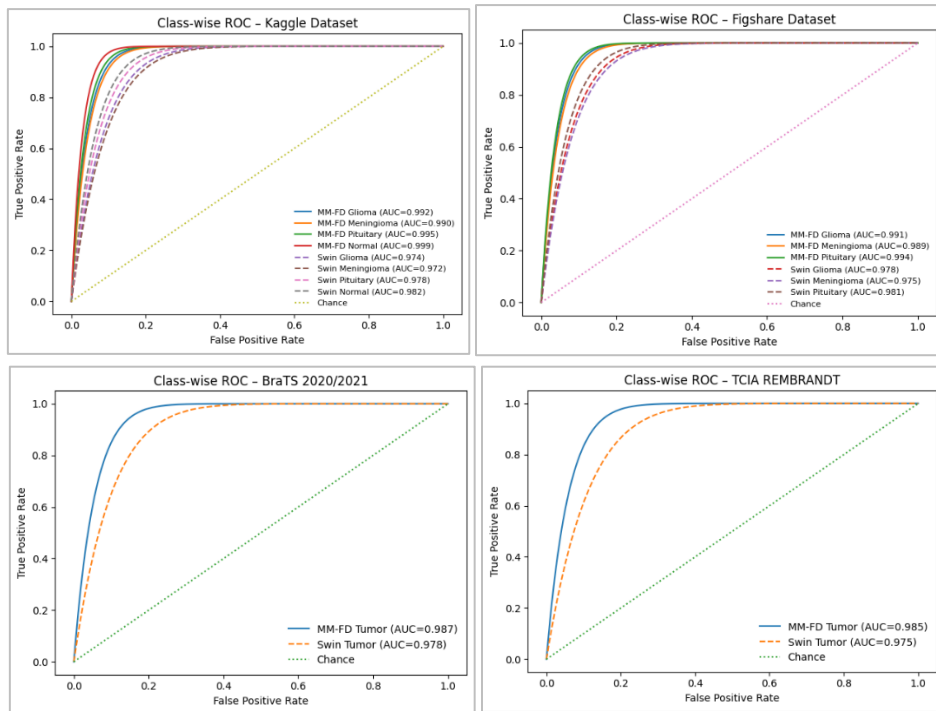 Class-wise ROC – Kaggle Dataset
1.0
0.8
0.6
0.4
0.2
0.0
True Positive Rate
MM-FD Glioma (AUC=0.992)
MM-FD Meningioma (AUC=0.990)
MM-FD Pituitary (AUC=0.995)
MM-FD Normal (AUC=0.999)
Swin Glioma (AUC=0.974)
Swin Meningioma (AUC=0.972)
Swin Pituitary (AUC=0.978)
Swin Normal (AUC=0.982)
Chance
0.0 0.2 0.4 0.6 0.8 1.0
False Positive Rate
Class-wise ROC – Figshare Dataset
1.0
0.8
0.6
0.4
0.2
0.0
True Positive Rate
MM-FD Glioma (AUC=0.991)
MM-FD Meningioma (AUC=0.989)
MM-FD Pituitary (AUC=0.994)
Swin Glioma (AUC=0.978)
Swin Meningioma (AUC=0.975)
Swin Pituitary (AUC=0.981)
Chance
0.0 0.2 0.4 0.6 0.8 1.0
False Positive Rate
Class-wise ROC – BraTS 2020/2021
1.0
0.8
0.6
0.4
0.2
0.0
True Positive Rate
MM-FD Tumor (AUC=0.987)
Swin Tumor (AUC=0.978)
Chance
0.0 0.2 0.4 0.6 0.8 1.0
False Positive Rate
Class-wise ROC – TCIA REMBRANDT
1.0
0.8
0.6
0.4
0.2
0.0
True Positive Rate
MM-FD Tumor (AUC=0.985)
Swin Tumor (AUC=0.975)
Chance
0.0 0.2 0.4 0.6 0.8 1.0
False Positive Rate